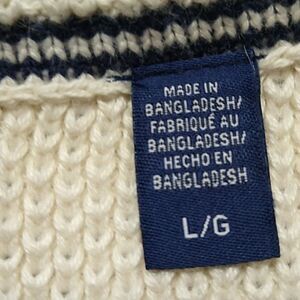 MADE IN
BANGLADESH/
FABRIQUÉ AU
BANGLADESH/
HECHO EN
BANGLADESH
L/G